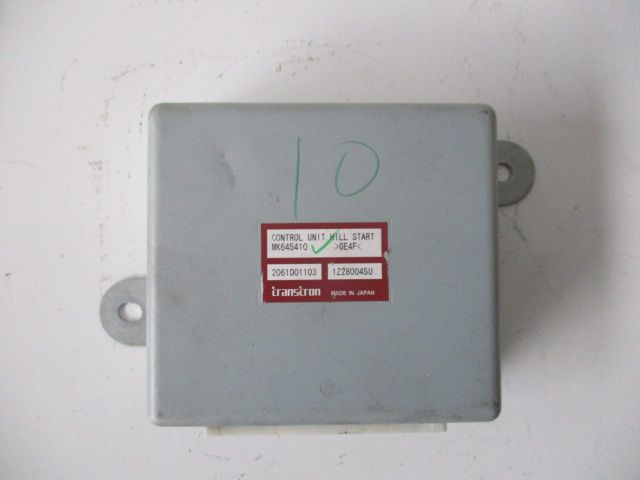 10
CONTROL UNIT HILL START
MK645410 >GE4F<
2061D01103 1Z280045U
transtron MADE IN JAPAN